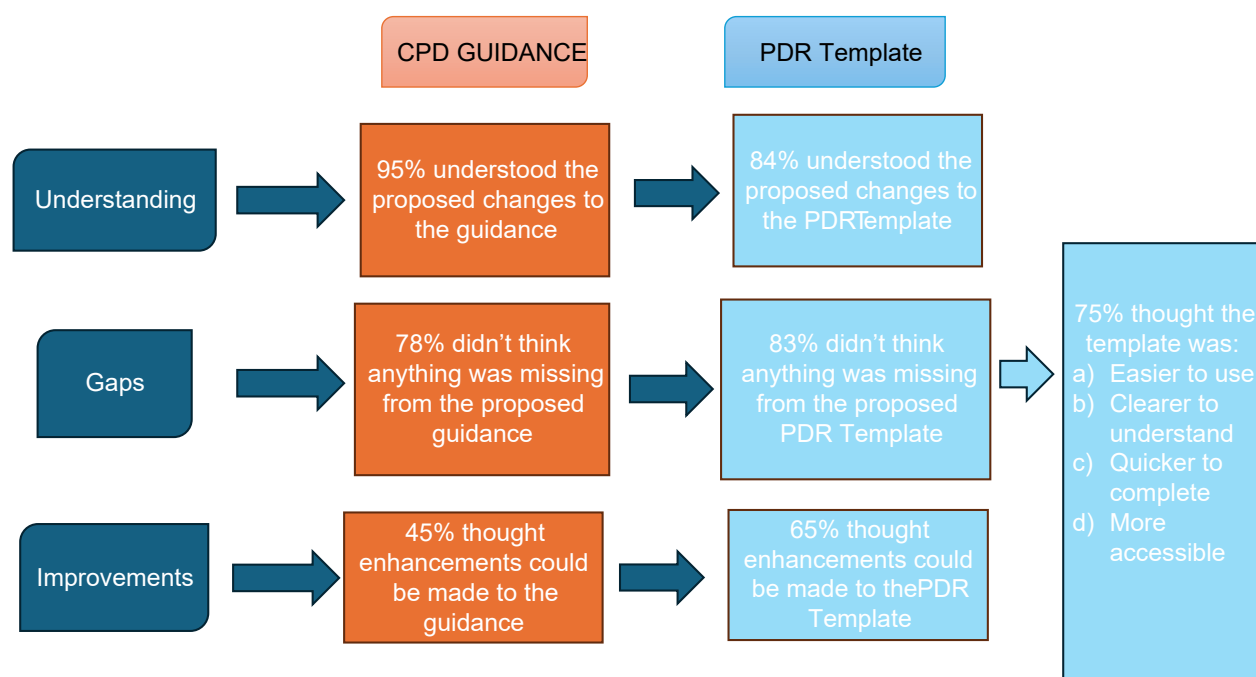 CPD GUIDANCE
PDR Template
Understanding
95% understood the
proposed changes to
the guidance
84% understood the
proposed changes to
the PDRTemplate
Gaps
78% didn’t think
anything was missing
from the proposed
guidance
83% didn’t think
anything was missing
from the proposed
PDR Template
75% thought the
template was:
a) Easier to use
b) Clearer to
understand
c) Quicker to
complete
d) More
accessible
Improvements
45% thought
enhancements could
be made to the
guidance
65% thought
enhancements could
be made to thePDR
Template